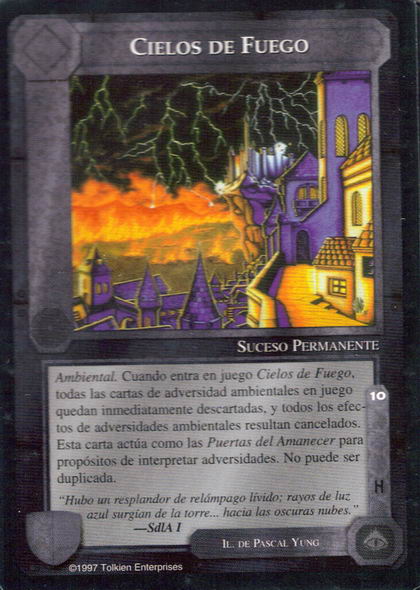 CIELOS DE FUEGO
SUCESO PERMANENTE
Ambiental. Cuando entra en juego Cielos de Fuego,
todas las cartas de adversidad ambientales en juego
quedan inmediatamente descartadas, y todos los efec-
tos de adversidades ambientales resultan cancelados.
Esta carta actúa como las Puertas del Amanecer para
propósitos de interpretar adversidades. No puede ser
duplicada.
10
H
“Hubo un resplandor de relámpago lívido; rayos de luz
azul surgían de la torre... hacia las oscuras nubes.”
—SdlA I
IL. DE PASCAL YUNG
©1997 Tolkien Enterprises